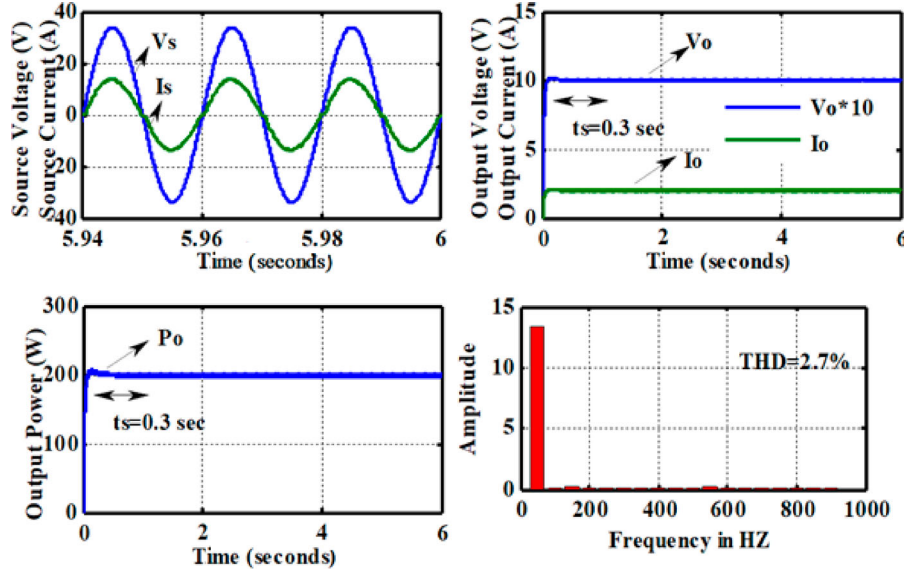 Source Voltage (V)
Source Current (A)
40
20
0
-20
-40
Vs
Is
5.94
5.96
5.98
6
Time (seconds)
Output Voltage (V)
Output Current (A)
15
10
5
0
Vo
ts=0.3 sec
Vo*10
Io
Io
0
2
4
6
Time (seconds)
Output Power (W)
300
200
100
0
Po
ts=0.3 sec
0
2
4
6
Time (seconds)
Amplitude
15
10
5
0
THD=2.7%
0
200
400
600
800
1000
Frequency in HZ